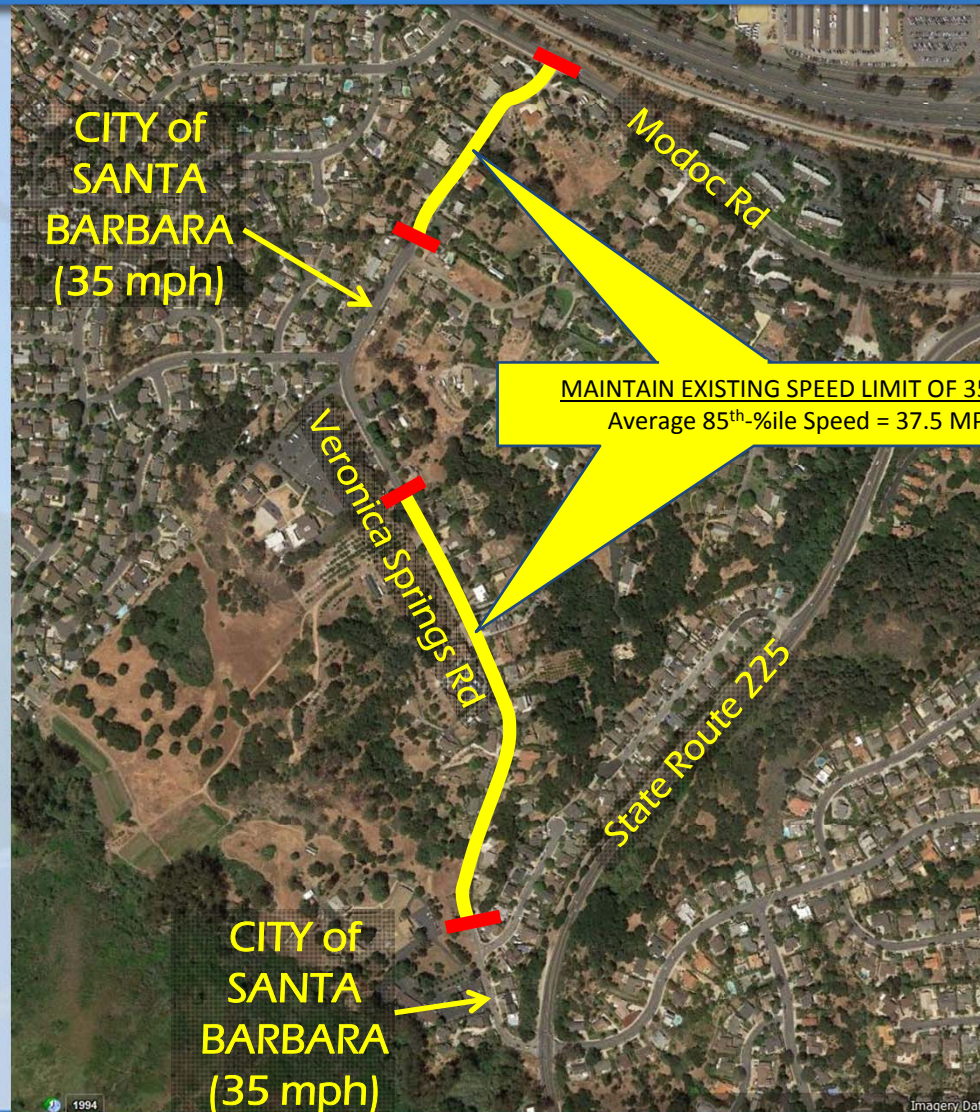 CITY of
SANTA
BARBARA
(35 mph)
Modoc Rd
MAINTAIN EXISTING SPEED LIMIT OF 35
Average 85th-%ile Speed = 37.5 MP
Veronica Springs Rd
State Route 225
CITY of
SANTA
BARBARA
(35 mph)
1994
Imagery Dat